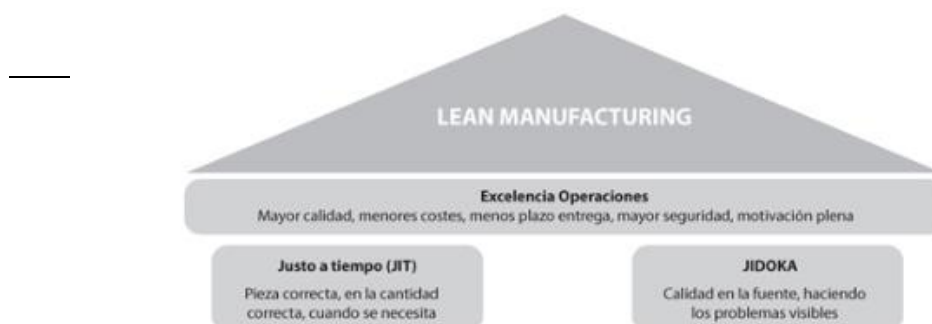 LEAN MANUFACTURING
Excelencia Operaciones
Mayor calidad, menores costes, menos plazo entrega, mayor seguridad, motivación plena
Justo a tiempo (JIT)
Pieza correcta, en la cantidad
correcta, cuando se necesita
JIDOKA
Calidad en la fuente, haciendo
los problemas visibles